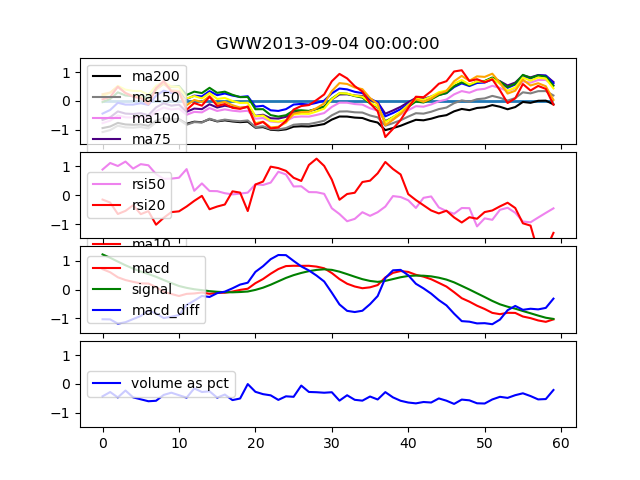 GWW2013-09-04 00:00:00
1
0
−1
ma200
ma150
ma100
ma75
1
0
−1
rsi50
rsi20
ma10
1
0
−1
macd
signal
macd_diff
1
0
−1
volume as pct
0 10 20 30 40 50 60